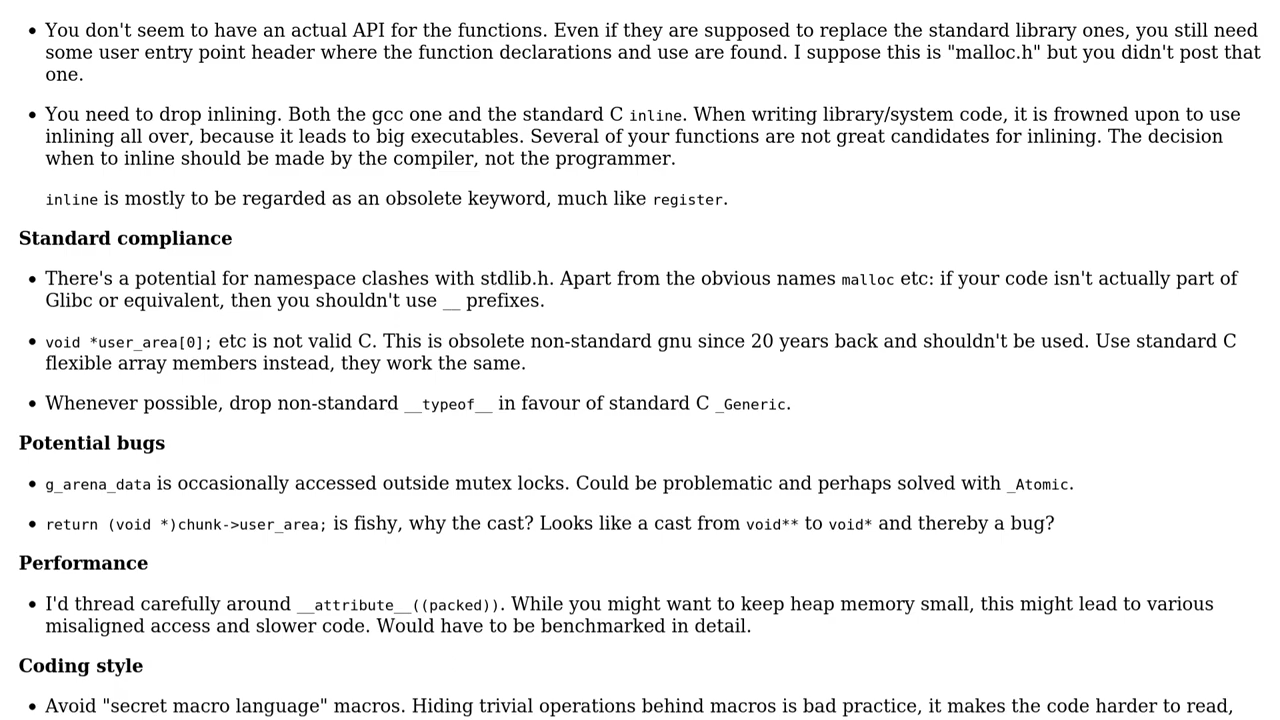 • You don't seem to have an actual API for the functions. Even if they are supposed to replace the standard library ones, you still need
some user entry point header where the function declarations and use are found. I suppose this is "malloc.h" but you didn't post that
one.
• You need to drop inlining. Both the gcc one and the standard C inline. When writing library/system code, it is frowned upon to use
inlining all over, because it leads to big executables. Several of your functions are not great candidates for inlining. The decision
when to inline should be made by the compiler, not the programmer.
inline is mostly to be regarded as an obsolete keyword, much like register.
Standard compliance
• There's a potential for namespace clashes with stdlib.h. Apart from the obvious names malloc etc: if your code isn't actually part of
Glibc or equivalent, then you shouldn't use __ prefixes.
• void *user_area[0]; etc is not valid C. This is obsolete non-standard gnu since 20 years back and shouldn't be used. Use standard C
flexible array members instead, they work the same.
• Whenever possible, drop non-standard __typeof__ in favour of standard C _Generic.
Potential bugs
• g_arena_data is occasionally accessed outside mutex locks. Could be problematic and perhaps solved with _Atomic.
• return (void *)chunk->user_area; is fishy, why the cast? Looks like a cast from void** to void* and thereby a bug?
Performance
• I'd thread carefully around __attribute__((packed)). While you might want to keep heap memory small, this might lead to various
misaligned access and slower code. Would have to be benchmarked in detail.
Coding style
• Avoid "secret macro language" macros. Hiding trivial operations behind macros is bad practice, it makes the code harder to read,